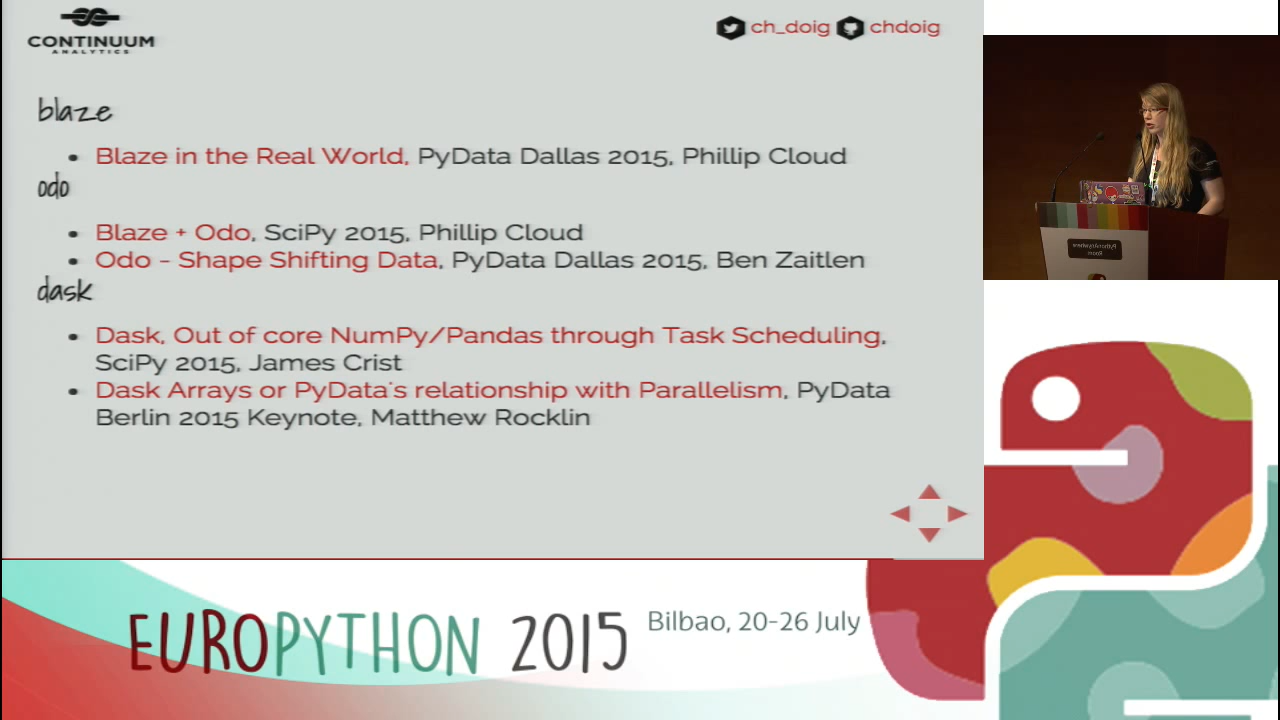 CONTINUUM
ANALYTICS
ch_doig chdoig
blaze
Blaze in the Real World, PyData Dallas 2015, Phillip Cloud
odo
Blaze + Odo, SciPy 2015, Phillip Cloud
Odo - Shape Shifting Data, PyData Dallas 2015, Ben Zaitlen
dask
Dask, Out of core NumPy/Pandas through Task Scheduling,
SciPy 2015, James Crist
Dask Arrays or PyData's relationship with Parallelism, PyData
Berlin 2015 Keynote, Matthew Rocklin
PythonAnywhere
Room
EUROPYTHON 2015
Bilbao, 20-26 July